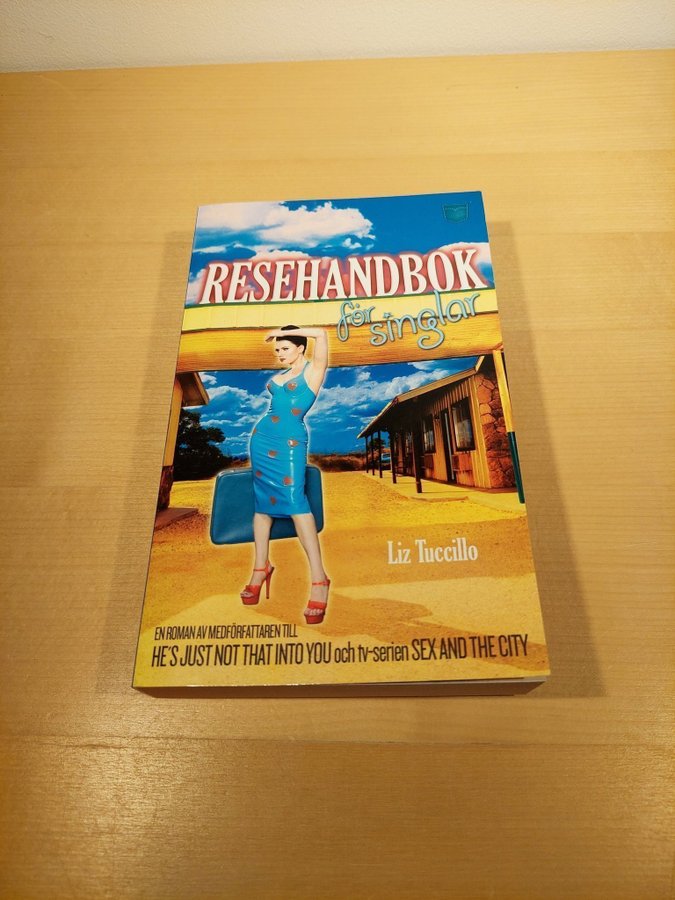 RESEHANDBOK
för singlar
Liz Tuccillo
EN ROMAN AV MEDFÖRFATTAREN TILL
HE'S JUST NOT THAT INTO YOU och tv-serien SEX AND THE CITY